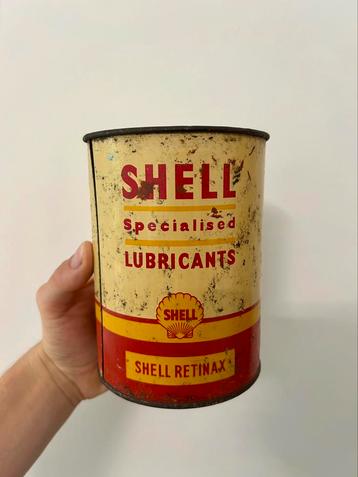 SHELL
Specialised
LUBRICANTS
SHELL
SHELL RETINAX